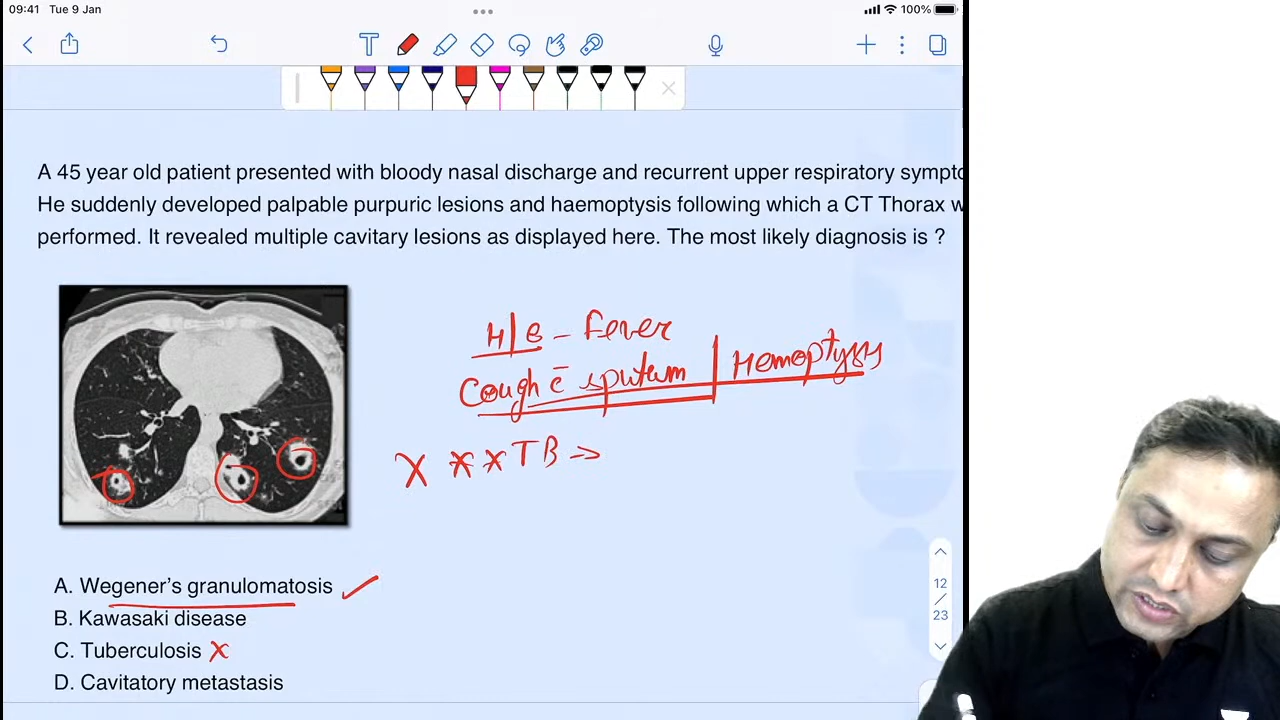 09:41 Tue 9 Jan
100%
T
A 45 year old patient presented with bloody nasal discharge and recurrent upper respiratory sympto
He suddenly developed palpable purpuric lesions and haemoptysis following which a CT Thorax w
performed. It revealed multiple cavitary lesions as displayed here. The most likely diagnosis is ?
H/o - Fever
Cough c̄ sputum | Hemoptysis
X X X TB →
A. Wegener's granulomatosis ✓
B. Kawasaki disease
C. Tuberculosis X
D. Cavitatory metastasis
12
/
23